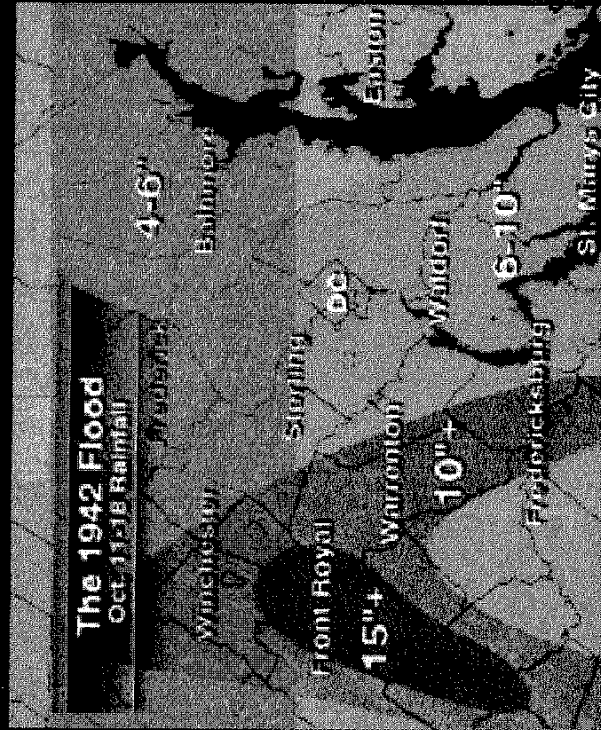 The 1942 Flood
Oct. 11-18 Rainfall
Winchester
Frederick
4-6"
Baltimore
Front Royal
Sterling
DC
Easton
15"+
Warrenton
Waldorf
10"+
6-10"
Fredericksburg
St. Marys City